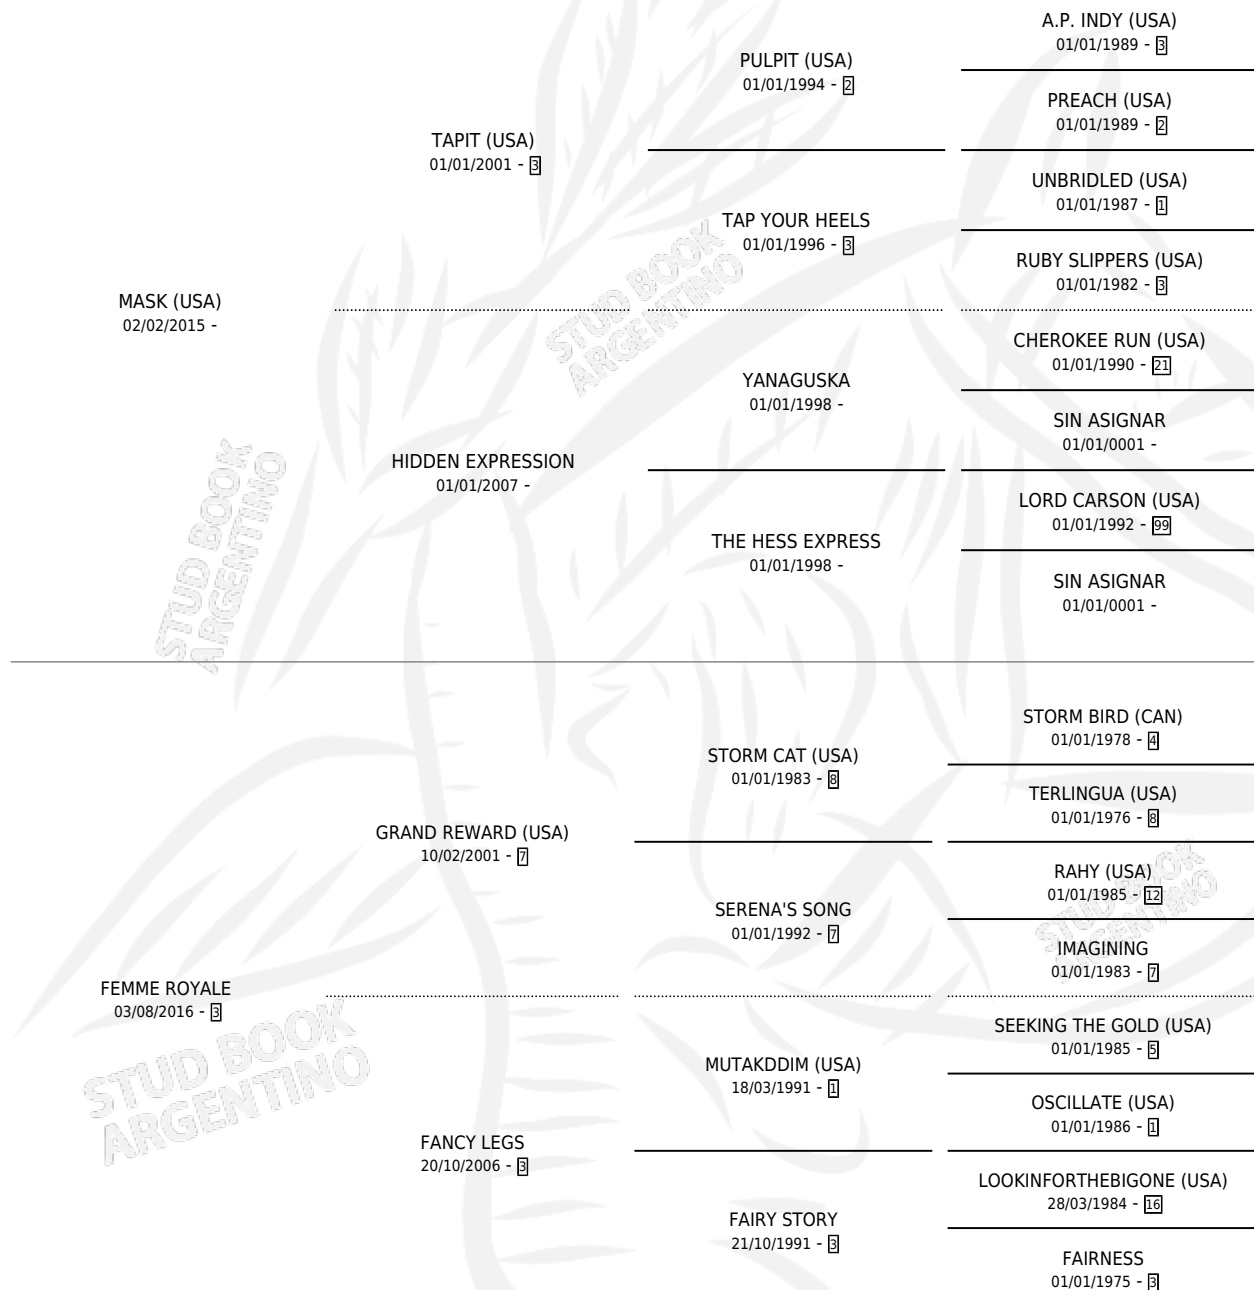 A.P. INDY (USA)
01/01/1989 - 3
PULPIT (USA)
01/01/1994 - 2
PREACH (USA)
01/01/1989 - 2
TAPIT (USA)
01/01/2001 - 3
UNBRIDLED (USA)
01/01/1987 - 1
TAP YOUR HEELS
01/01/1996 - 3
RUBY SLIPPERS (USA)
01/01/1982 - 3
MASK (USA)
02/02/2015 -
CHEROKEE RUN (USA)
01/01/1990 - 21
YANAGUSKA
01/01/1998 -
SIN ASIGNAR
01/01/0001 -
HIDDEN EXPRESSION
01/01/2007 -
LORD CARSON (USA)
01/01/1992 - 99
THE HESS EXPRESS
01/01/1998 -
SIN ASIGNAR
01/01/0001 -
STORM BIRD (CAN)
01/01/1978 - 4
STORM CAT (USA)
01/01/1983 - 8
TERLINGUA (USA)
01/01/1976 - 8
GRAND REWARD (USA)
10/02/2001 - 7
RAHY (USA)
01/01/1985 - 12
SERENA'S SONG
01/01/1992 - 7
IMAGINING
01/01/1983 - 7
FEMME ROYALE
03/08/2016 - 3
SEEKING THE GOLD (USA)
01/01/1985 - 5
MUTAKDDIM (USA)
18/03/1991 - 1
OSCILLATE (USA)
01/01/1986 - 1
FANCY LEGS
20/10/2006 - 3
LOOKINFORTHEBIGONE (USA)
28/03/1984 - 16
FAIRY STORY
21/10/1991 - 3
FAIRNESS
01/01/1975 - 3
STUD BOOK
ARGENTINO
STUD BOOK
ARGENTINO
STUD BOOK
ARGENTINO
STUD BOOK
ARGENTINO